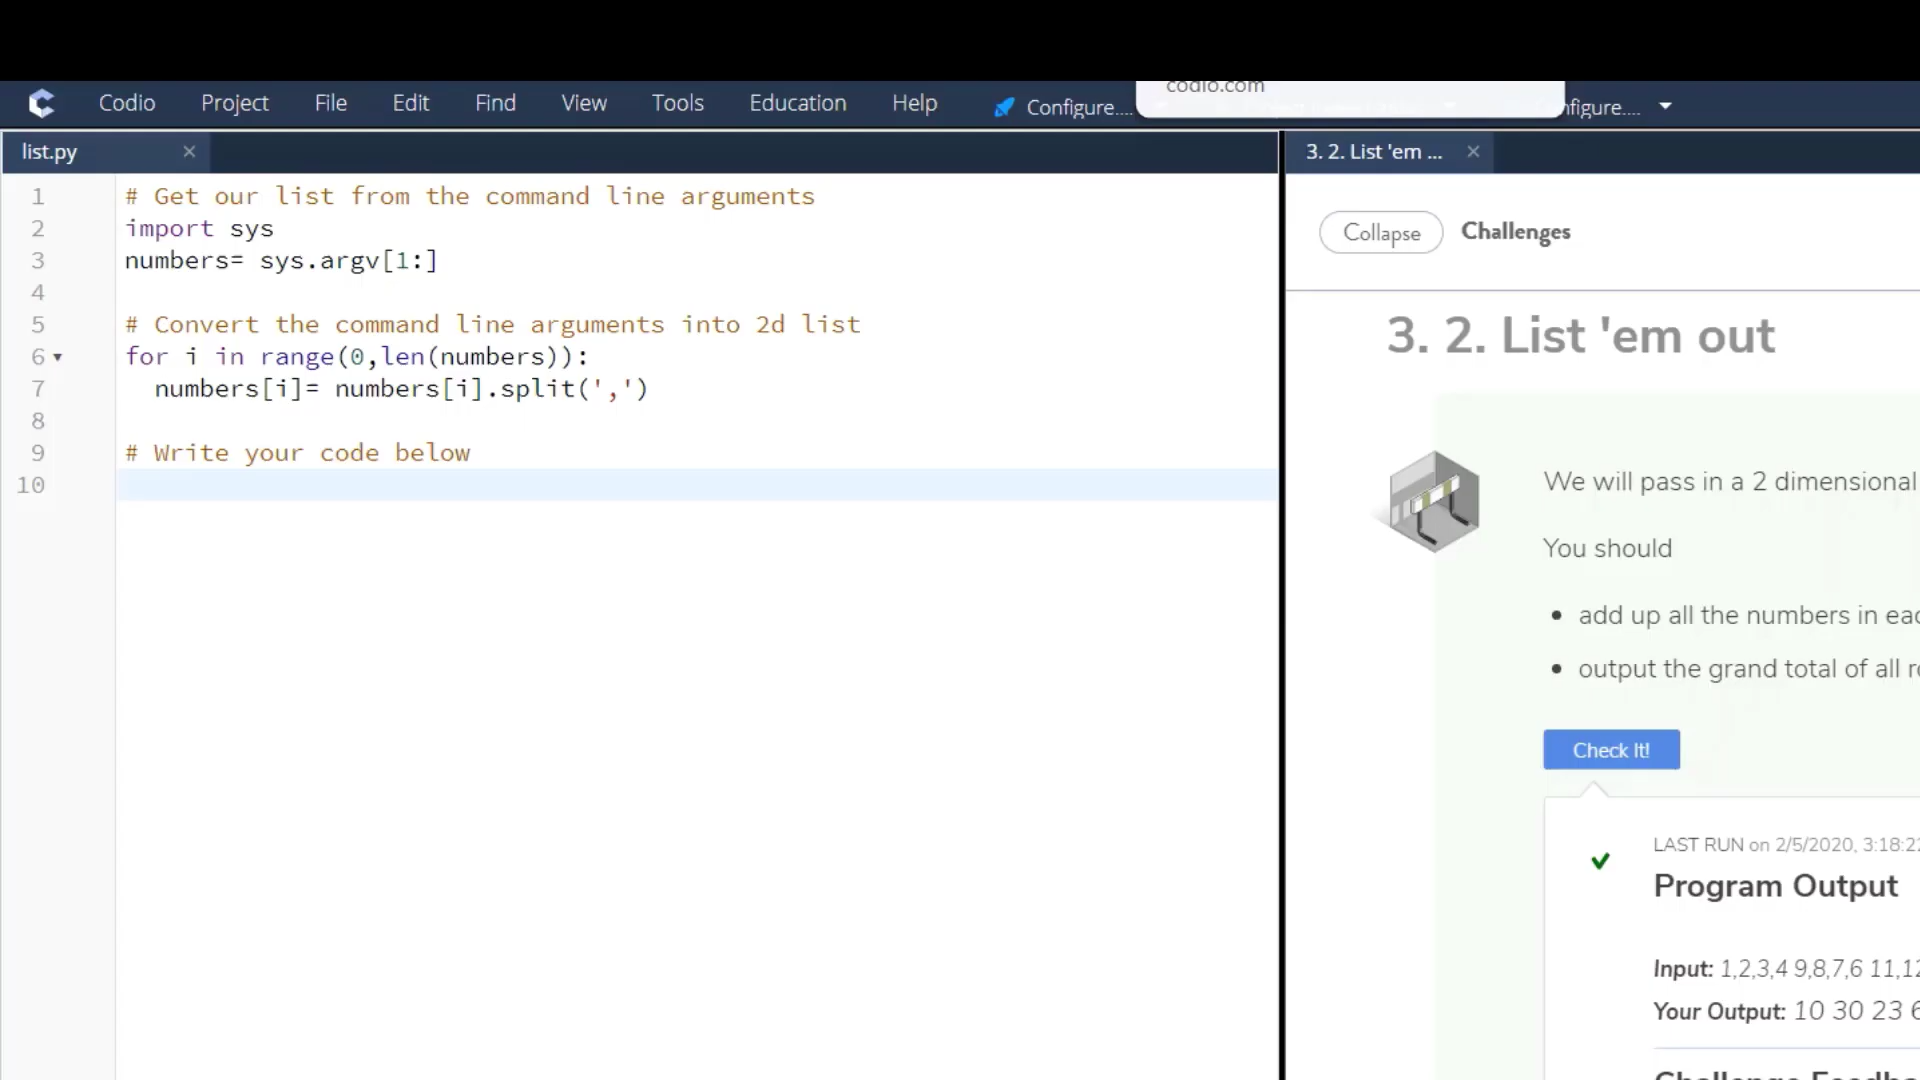 codio.com
Codio Project File Edit Find View Tools Education Help Configure.... nfigure....
list.py
1 # Get our list from the command line arguments
2 import sys
3 numbers= sys.argv[1:]
4
5 # Convert the command line arguments into 2d list
6 for i in range(0,len(numbers)):
7 numbers[i]= numbers[i].split(',')
8
9 # Write your code below
10
3. 2. List 'em ...
Collapse Challenges
3. 2. List 'em out
We will pass in a 2 dimensional
You should
• add up all the numbers in eac
• output the grand total of all ro
Check It!
LAST RUN on 2/5/2020, 3:18:22
Program Output
Input: 1,2,3,4 9,8,7,6 11,12
Your Output: 10 30 23 6